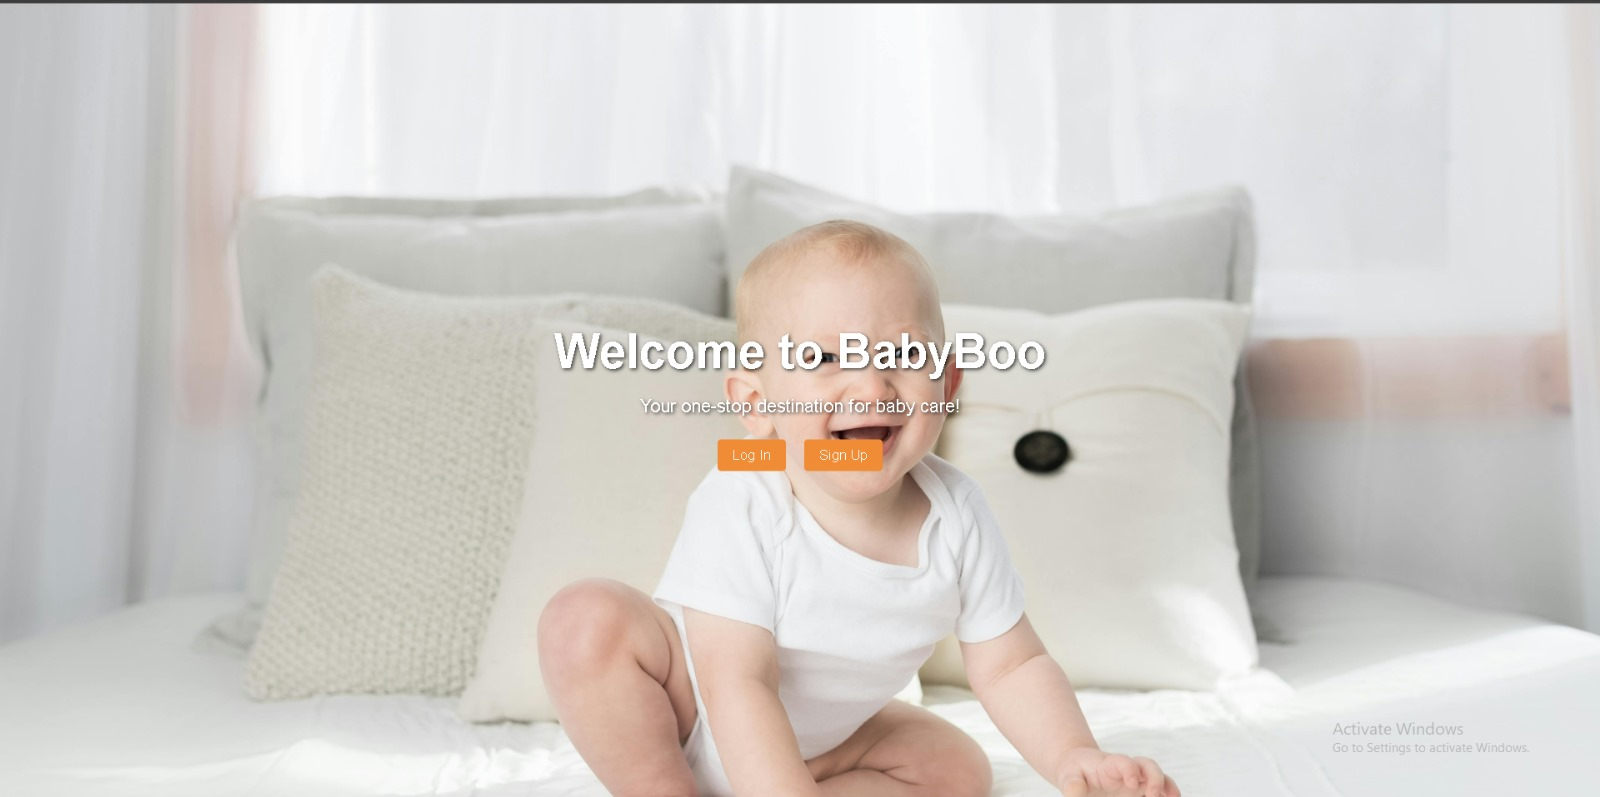 Welcome to BabyBoo
Your one-stop destination for baby care!
Log In
Sign Up
Activate Windows
Go to Settings to activate Windows.